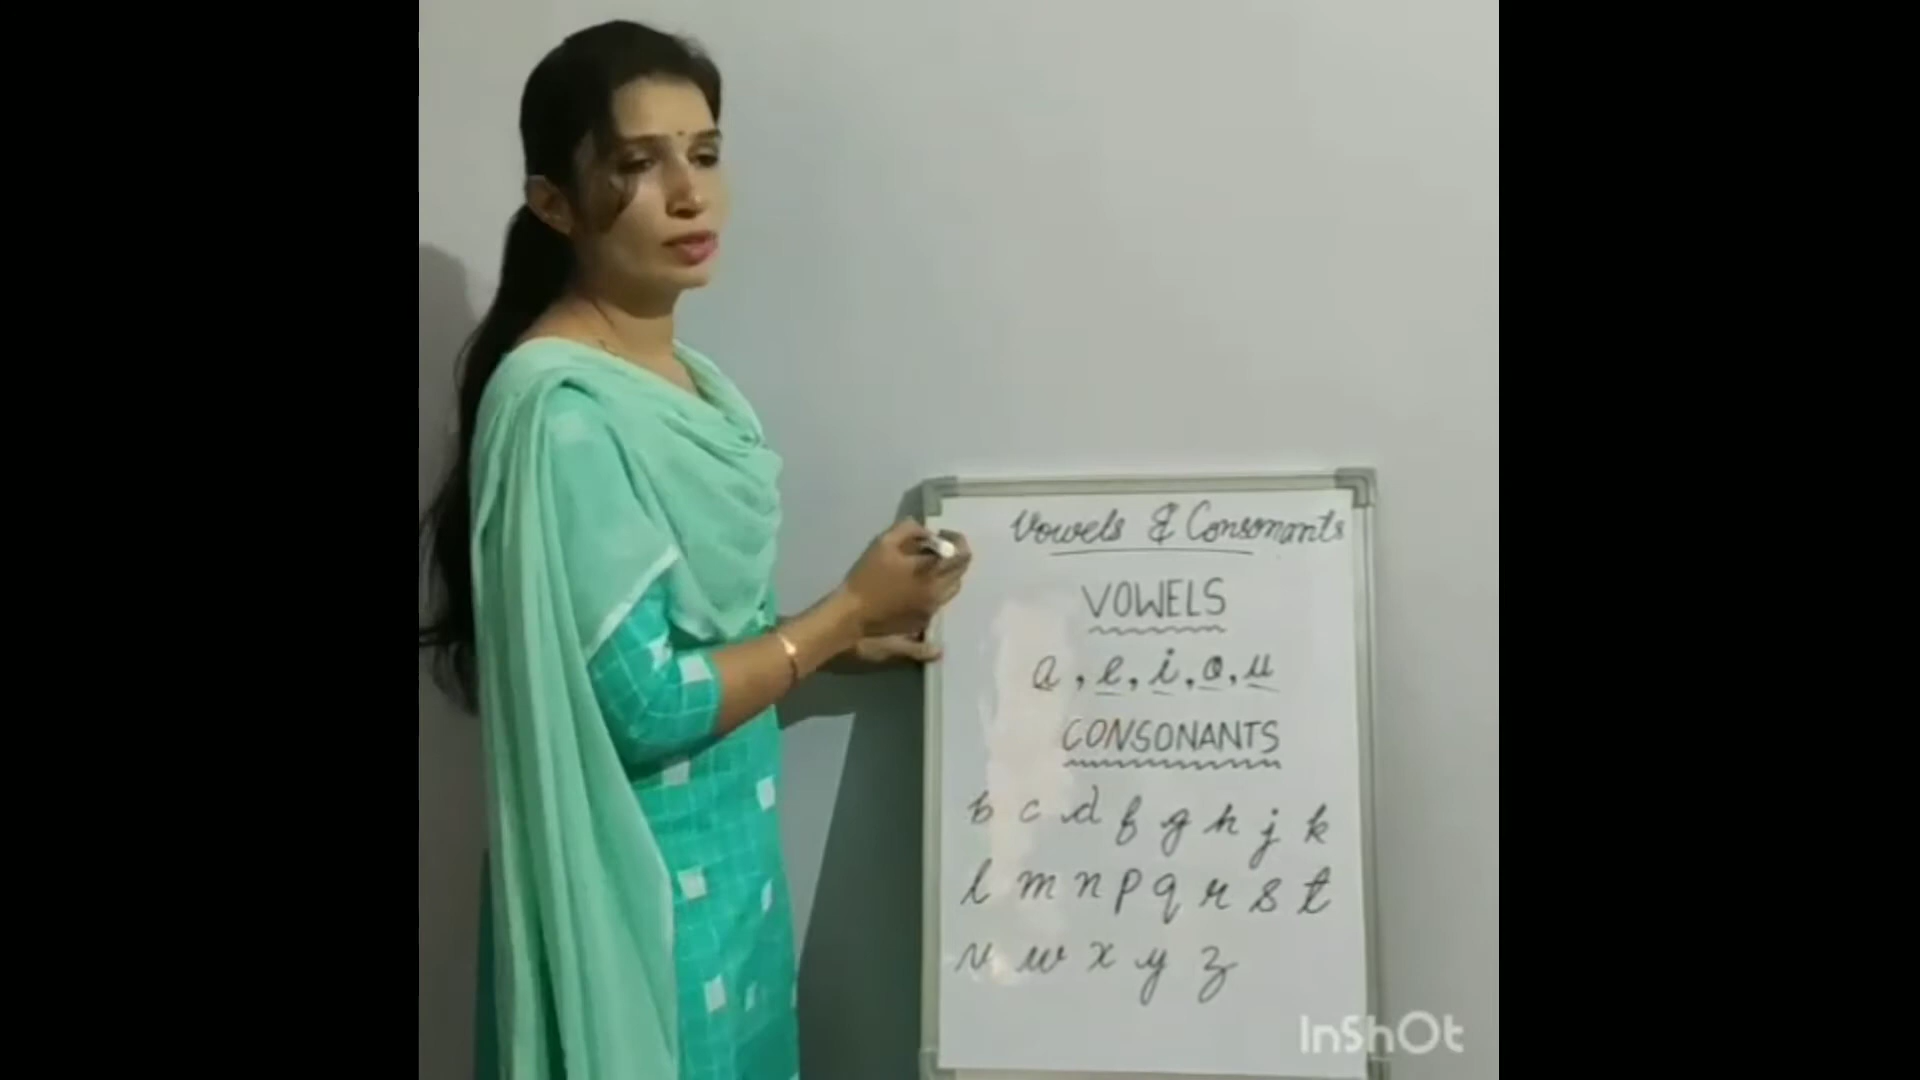 Vowels & Consonants
VOWELS
a, e, i, o, u
CONSONANTS
b c d f g h j k
l m n p q r s t
v w x y z
InShOt